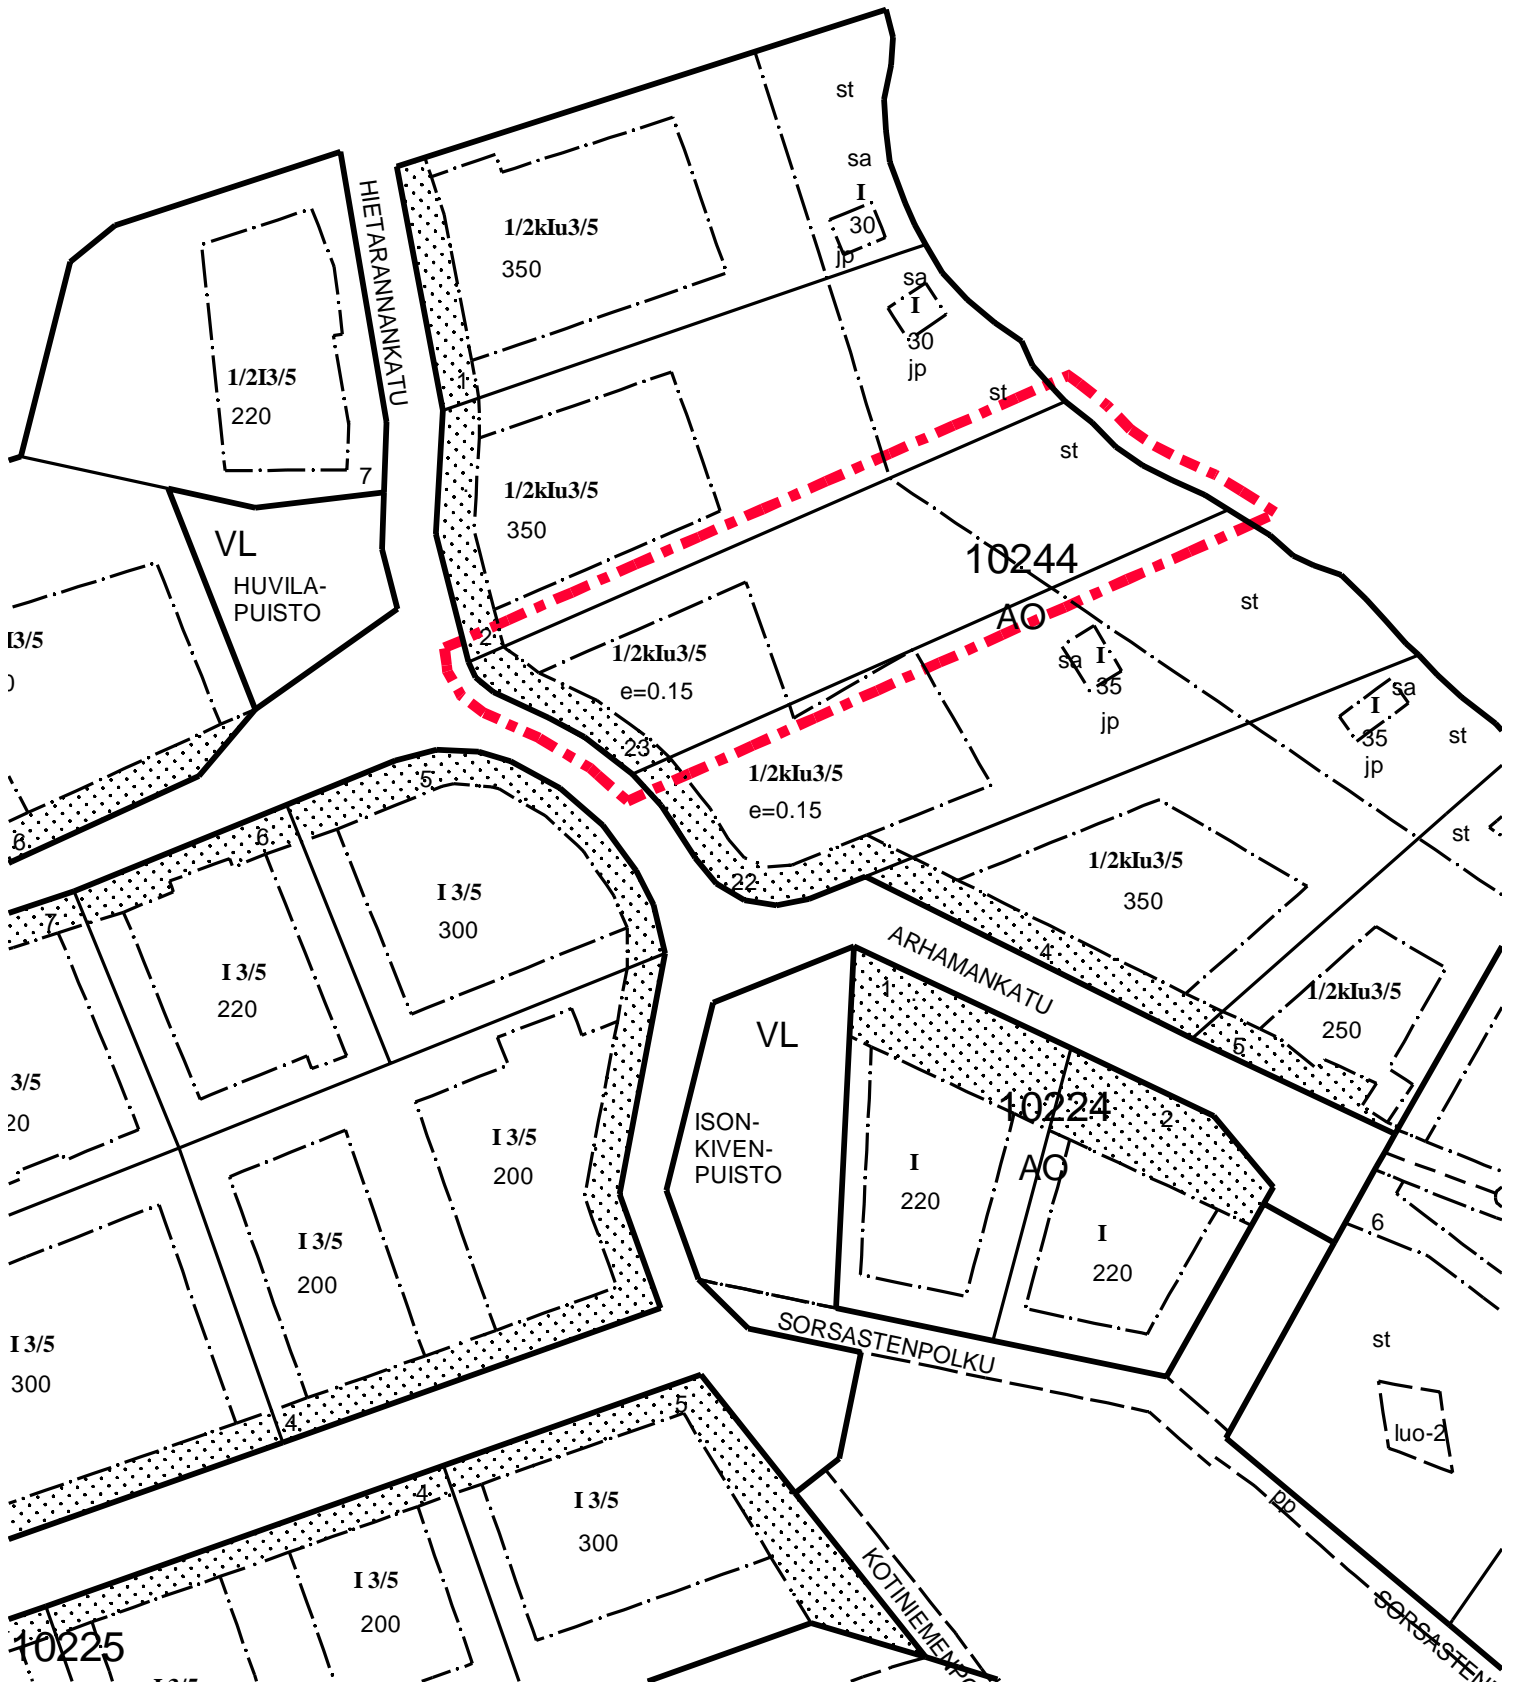 st
sa
I
30
jp
HIETARANNANKATU
1/2kIu3/5
350
sa
I
30
jp
1/2I3/5
220
7
1
st
st
1/2kIu3/5
350
VL
HUVILA-
PUISTO
10244
AO
st
I3/5
2
1/2kIu3/5
e=0.15
sa
I
35
jp
sa
I
35
jp
st
23
1/2kIu3/5
e=0.15
5
6
6
st
22
1/2kIu3/5
350
I 3/5
300
7
ARHAMANKATU
4
I 3/5
220
1
1/2kIu3/5
250
VL
5
3/5
20
10224
2
ISON-
KIVEN-
PUISTO
AO
I 3/5
200
I
220
6
I 3/5
200
I
220
SORSASTENPOLKU
st
I 3/5
300
4
5
luo-2
4
I 3/5
300
pp
I 3/5
200
KOTINIEMENPO
SORSASTEN
10225
I 3/5